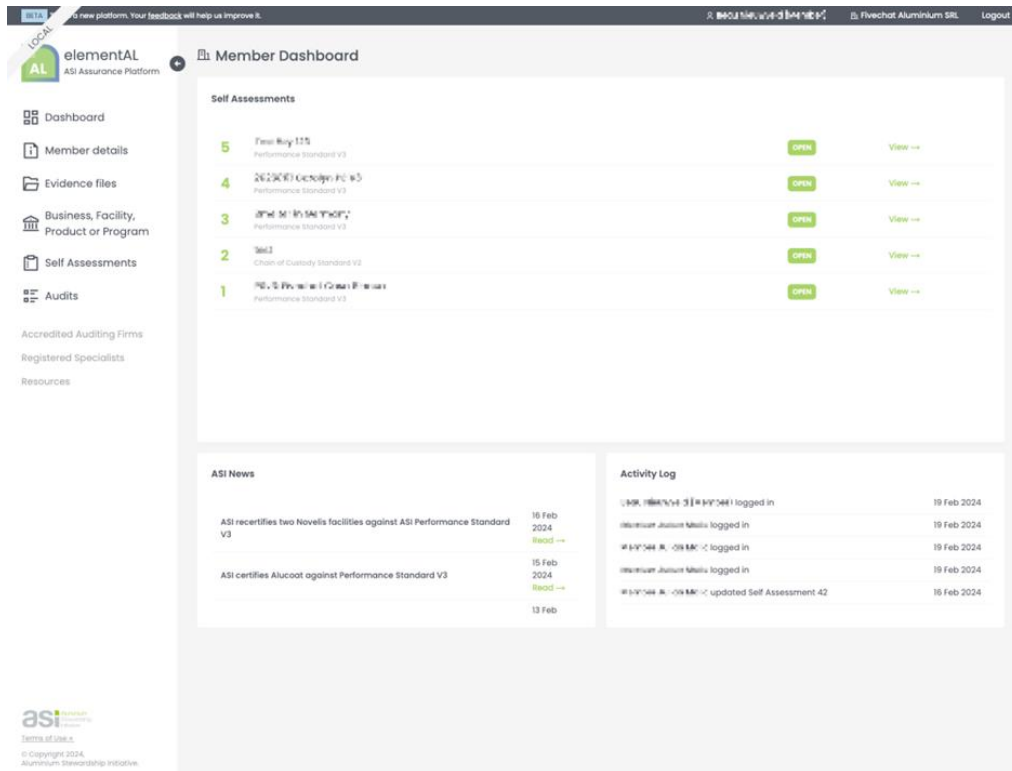 BETA
a new platform. Your feedback will help us improve it.
Fivechat Aluminium SRL
Logout
LOCAL
AL
elementAL
ASI Assurance Platform
Dashboard
Member details
Evidence files
Business, Facility,
Product or Program
Self Assessments
Audits
Accredited Auditing Firms
Registered Specialists
Resources
Member Dashboard
Self Assessments
5
Performance Standard V3
OPEN
View →
4
Performance Standard V3
OPEN
View →
3
Performance Standard V3
OPEN
View →
2
Chain of Custody Standard V2
OPEN
View →
1
Performance Standard V3
OPEN
View →
ASI News
ASI recertifies two Novelis facilities against ASI Performance Standard
V3
16 Feb
2024
Read →
ASI certifies Alucoat against Performance Standard V3
15 Feb
2024
Read →
13 Feb
Activity Log
logged in 19 Feb 2024
logged in 19 Feb 2024
logged in 19 Feb 2024
logged in 19 Feb 2024
updated Self Assessment 42 16 Feb 2024
asi
Aluminium
Stewardship
Initiative
Terms of Use
© Copyright 2024,
Aluminium Stewardship Initiative.